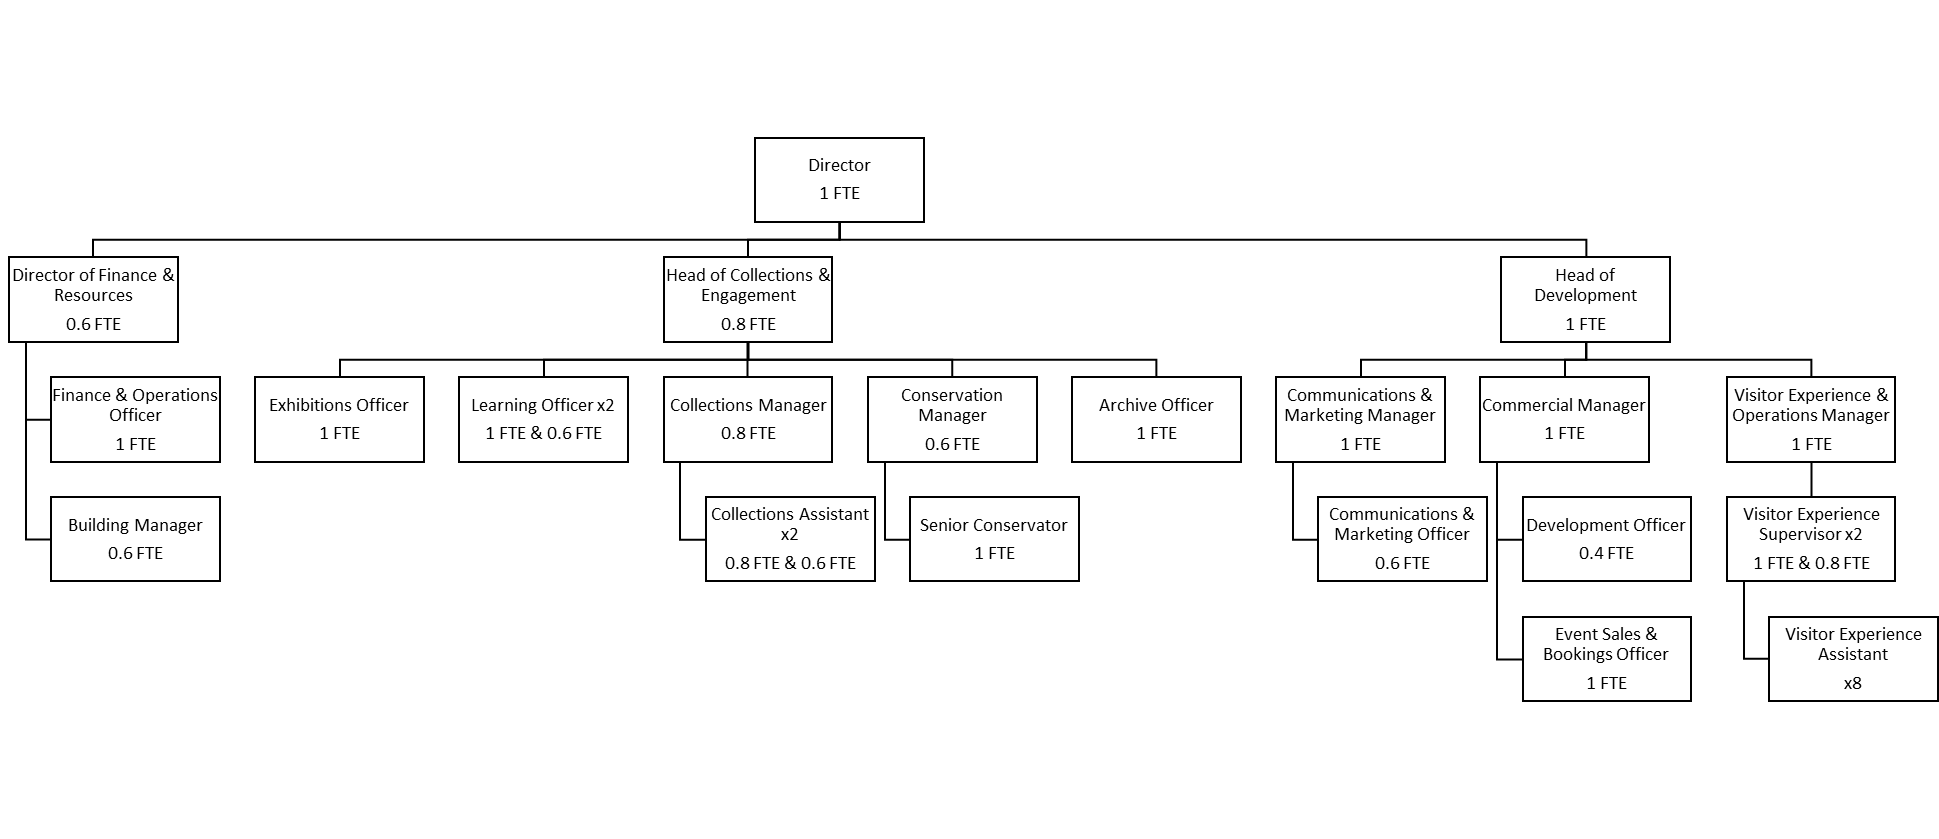 Director
1 FTE
Director of Finance &
Resources
0.6 FTE
Head of Collections &
Engagement
0.8 FTE
Head of
Development
1 FTE
Finance & Operations
Officer
1 FTE
Exhibitions Officer
1 FTE
Learning Officer x2
1 FTE & 0.6 FTE
Collections Manager
0.8 FTE
Conservation
Manager
0.6 FTE
Archive Officer
1 FTE
Communications &
Marketing Manager
1 FTE
Commercial Manager
1 FTE
Visitor Experience &
Operations Manager
1 FTE
Building Manager
0.6 FTE
Collections Assistant
x2
0.8 FTE & 0.6 FTE
Senior Conservator
1 FTE
Communications &
Marketing Officer
0.6 FTE
Development Officer
0.4 FTE
Visitor Experience
Supervisor x2
1 FTE & 0.8 FTE
Event Sales &
Bookings Officer
1 FTE
Visitor Experience
Assistant
x8